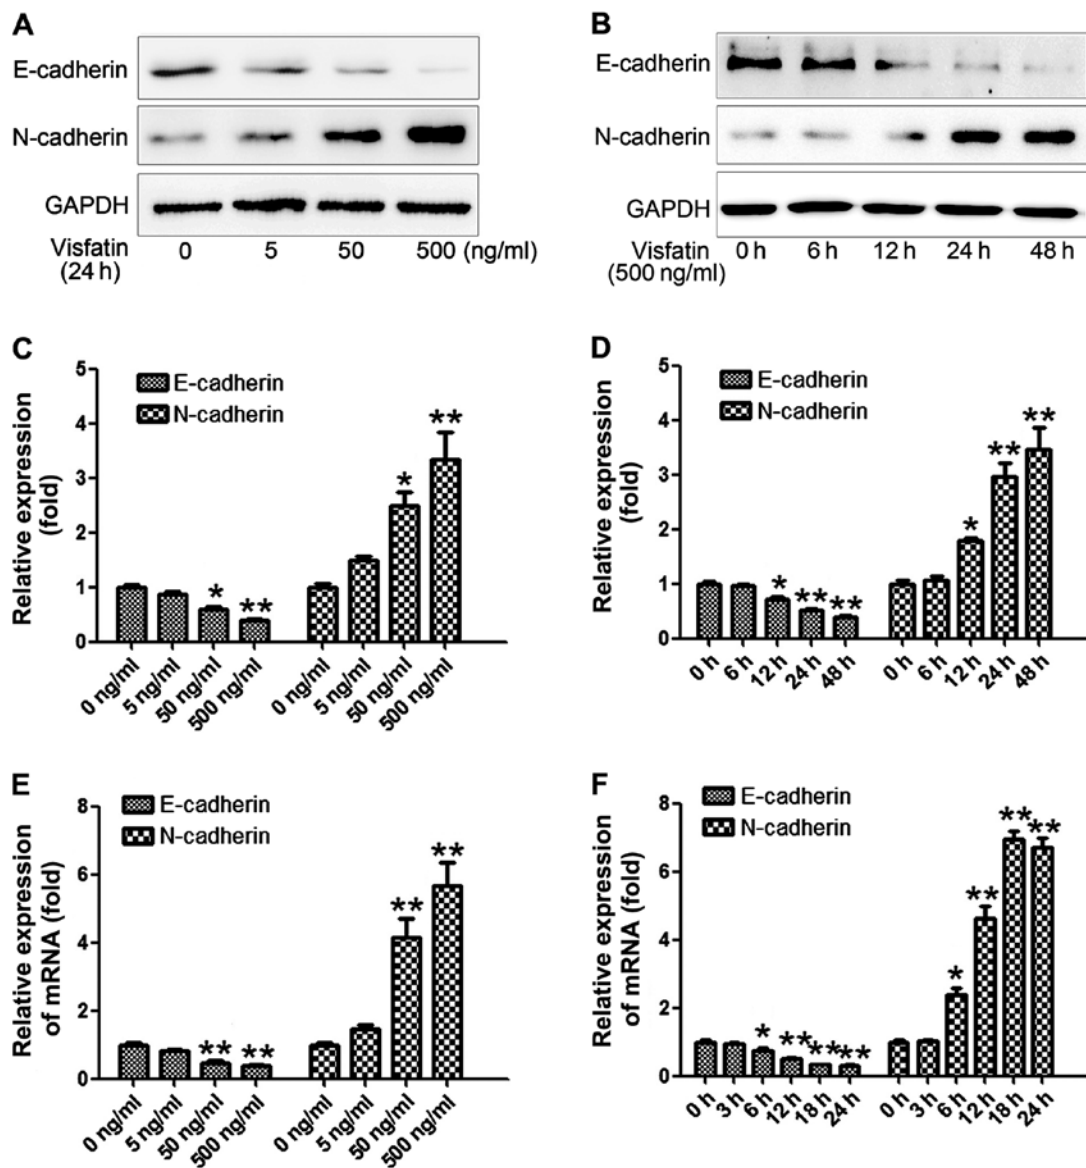 A
E-cadherin
N-cadherin
GAPDH
Visfatin
(24 h)
0 5 50 500 (ng/ml)
B
E-cadherin
N-cadherin
GAPDH
Visfatin
(500 ng/ml)
0 h 6 h 12 h 24 h 48 h
C
Relative expression
(fold)
5
4
3
2
1
0
E-cadherin
N-cadherin
* ** * **
0 ng/ml 5 ng/ml 50 ng/ml 500 ng/ml 0 ng/ml 5 ng/ml 50 ng/ml 500 ng/ml
D
Relative expression
(fold)
5
4
3
2
1
0
E-cadherin
N-cadherin
* ** ** * ** **
0 h 6 h 12 h 24 h 48 h 0 h 6 h 12 h 24 h 48 h
E
Relative expression
of mRNA (fold)
8
6
4
2
0
E-cadherin
N-cadherin
** ** ** **
0 ng/ml 5 ng/ml 50 ng/ml 500 ng/ml 0 ng/ml 5 ng/ml 50 ng/ml 500 ng/ml
F
Relative expression
of mRNA (fold)
8
6
4
2
0
E-cadherin
N-cadherin
* ** ** ** * ** ** **
0 h 3 h 6 h 12 h 18 h 24 h 0 h 3 h 6 h 12 h 18 h 24 h